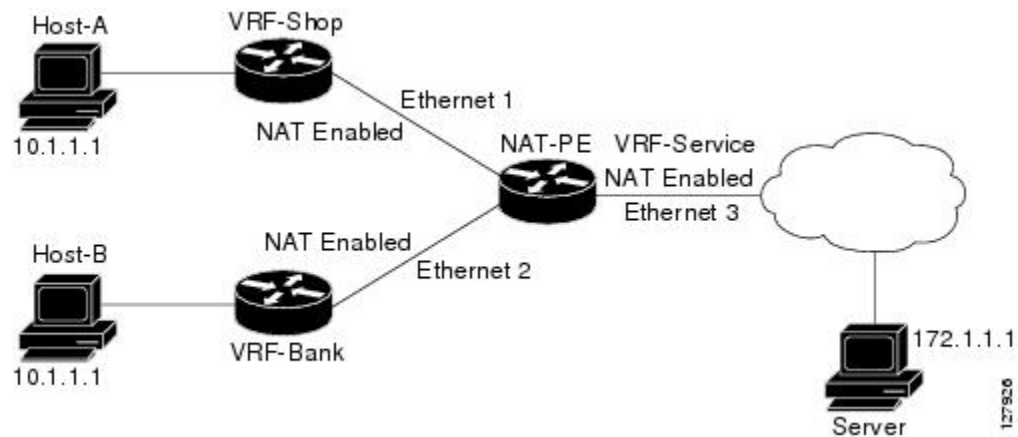 Host-A
VRF-Shop
Ethernet 1
10.1.1.1
NAT Enabled
NAT-PE
VRF-Service
NAT Enabled
Ethernet 3
NAT Enabled
Host-B
Ethernet 2
VRF-Bank
10.1.1.1
172.1.1.1
Server
127926